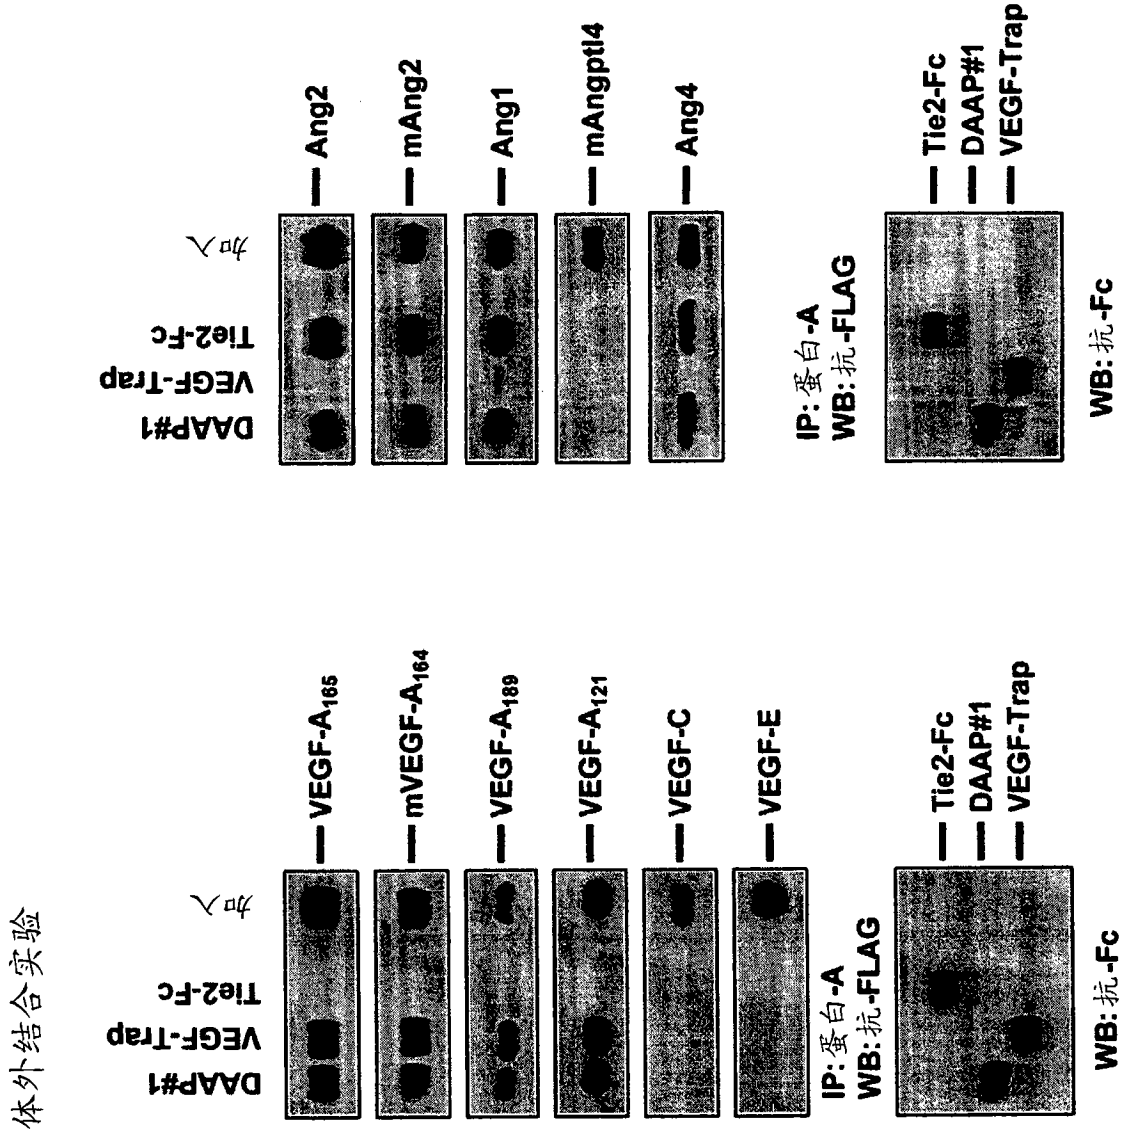 体外结合实验
DAAP#1
VEGF-Trap
Tie2-Fc
加入
VEGF-A165
mVEGF-A164
VEGF-A189
VEGF-A121
VEGF-C
VEGF-E
IP: 蛋白-A
WB: 抗-FLAG
Tie2-Fc
DAAP#1
VEGF-Trap
WB: 抗-Fc
DAAP#1
VEGF-Trap
Tie2-Fc
加入
Ang2
mAng2
Ang1
mAngptl4
Ang4
IP: 蛋白-A
WB: 抗-FLAG
Tie2-Fc
DAAP#1
VEGF-Trap
WB: 抗-Fc